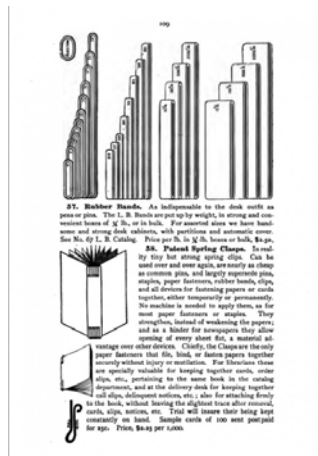 109
57. Rubber Bands. As indispensable to the desk outfit as
pens or pins. The L. B. Bands are put up by weight, in strong and con-
venient boxes of ¼ lb., or in bulk. For assorted sizes we have hand-
some and strong desk cabinets, with partitions and automatic cover.
See No. 67 L. B. Catalog. Price per lb. in ¼-lb. boxes or bulk, $2.50.
58. Patent Spring Clasps. In real-
ity tiny but strong spring clips. Can be
used over and over again, are nearly as cheap
as common pins, and largely supersede pins,
staples, paper fasteners, rubber bands, clips,
and all devices for fastening papers or cards
together, either temporarily or permanently.
No machine is needed to apply them, as for
most paper fasteners or staples. They
strengthen, instead of weakening the papers;
and as a binder for newspapers they allow
opening of every sheet flat, a material ad-
vantage over other devices. Chiefly, the Clasps are the only
paper fasteners that file, bind, or fasten papers together
securely without injury or mutilation. For librarians these
are specially valuable for keeping together cards, order
slips, etc., pertaining to the same book in the catalog
department, and at the delivery desk for keeping together
call slips, delinquent notices, etc.; also for attaching firmly
to the book, without leaving the slightest trace after removal,
cards, slips, notices, etc. Trial will insure their being kept
constantly on hand. Sample cards of 100 sent postpaid
for 25c. Price, $2.25 per 1,000.